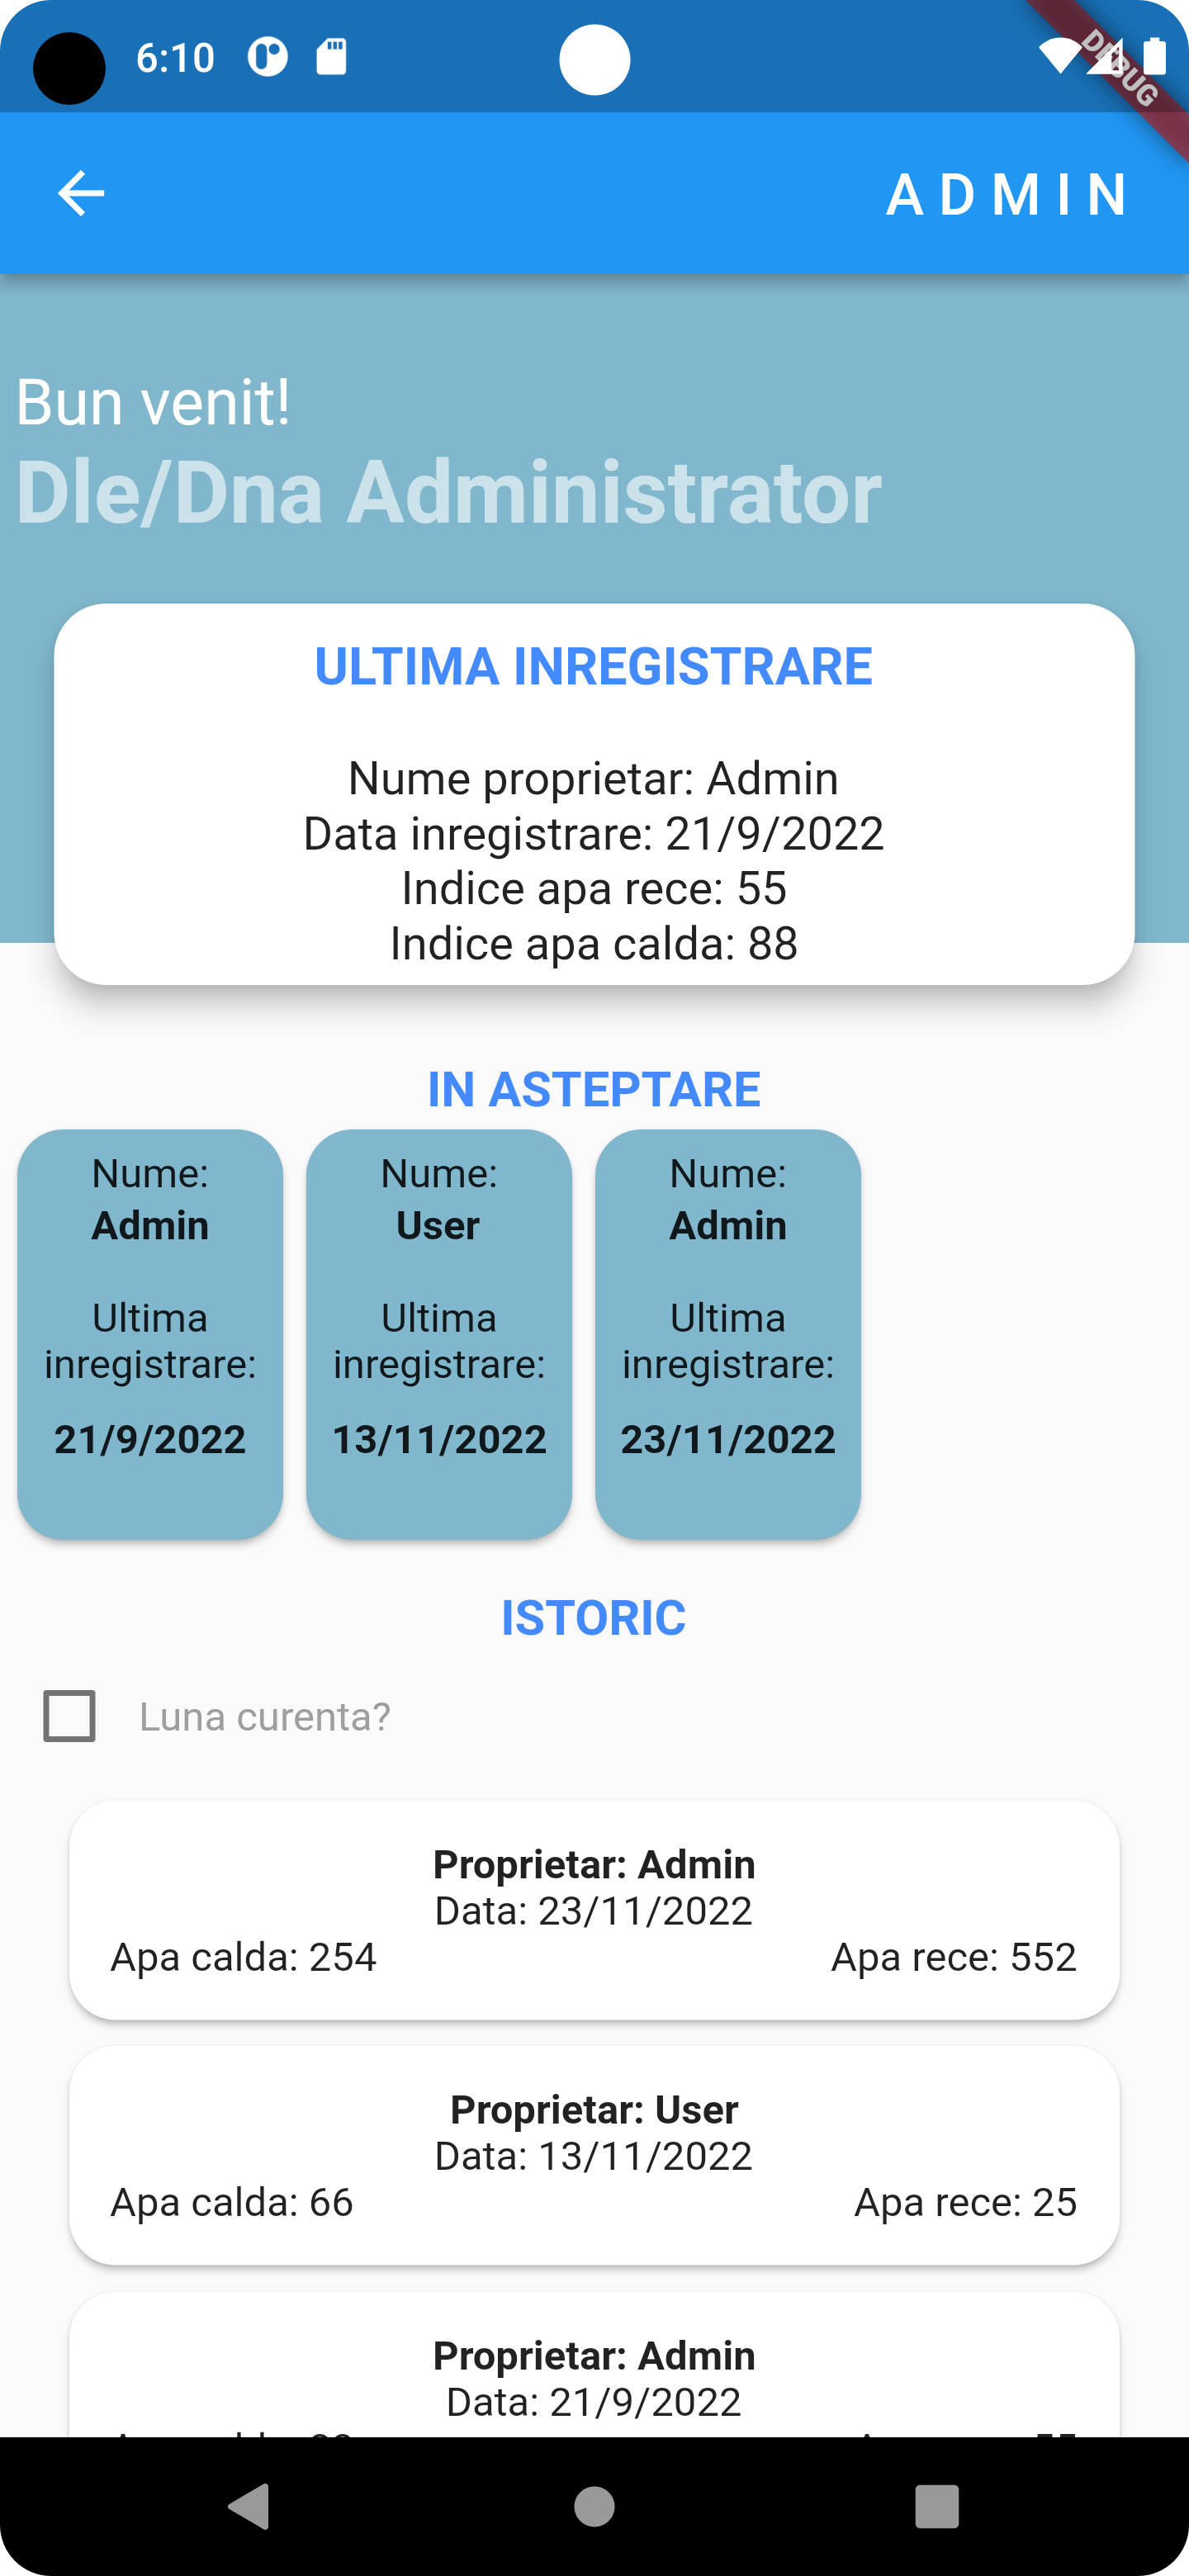 6:10
DEBUG
ADMIN
Bun venit!
Dle/Dna Administrator
ULTIMA INREGISTRARE
Nume proprietar: Admin
Data inregistrare: 21/9/2022
Indice apa rece: 55
Indice apa calda: 88
IN ASTEPTARE
Nume:
Admin
Ultima
inregistrare:
21/9/2022
Nume:
User
Ultima
inregistrare:
13/11/2022
Nume:
Admin
Ultima
inregistrare:
23/11/2022
ISTORIC
Luna curenta?
Proprietar: Admin
Data: 23/11/2022
Apa calda: 254 Apa rece: 552
Proprietar: User
Data: 13/11/2022
Apa calda: 66 Apa rece: 25
Proprietar: Admin
Data: 21/9/2022